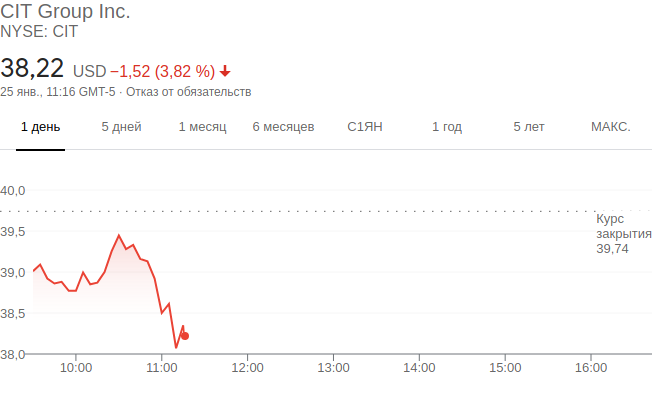 CIT Group Inc.
NYSE: CIT
38,22 USD −1,52 (3,82 %)
25 янв., 11:16 GMT-5 · Отказ от обязательств
1 день 5 дней 1 месяц 6 месяцев С1ЯН 1 год 5 лет МАКС.
40,0
Курс
39,5 закрытия
39,74
39,0
38,5
38,0
10:00 11:00 12:00 13:00 14:00 15:00 16:00